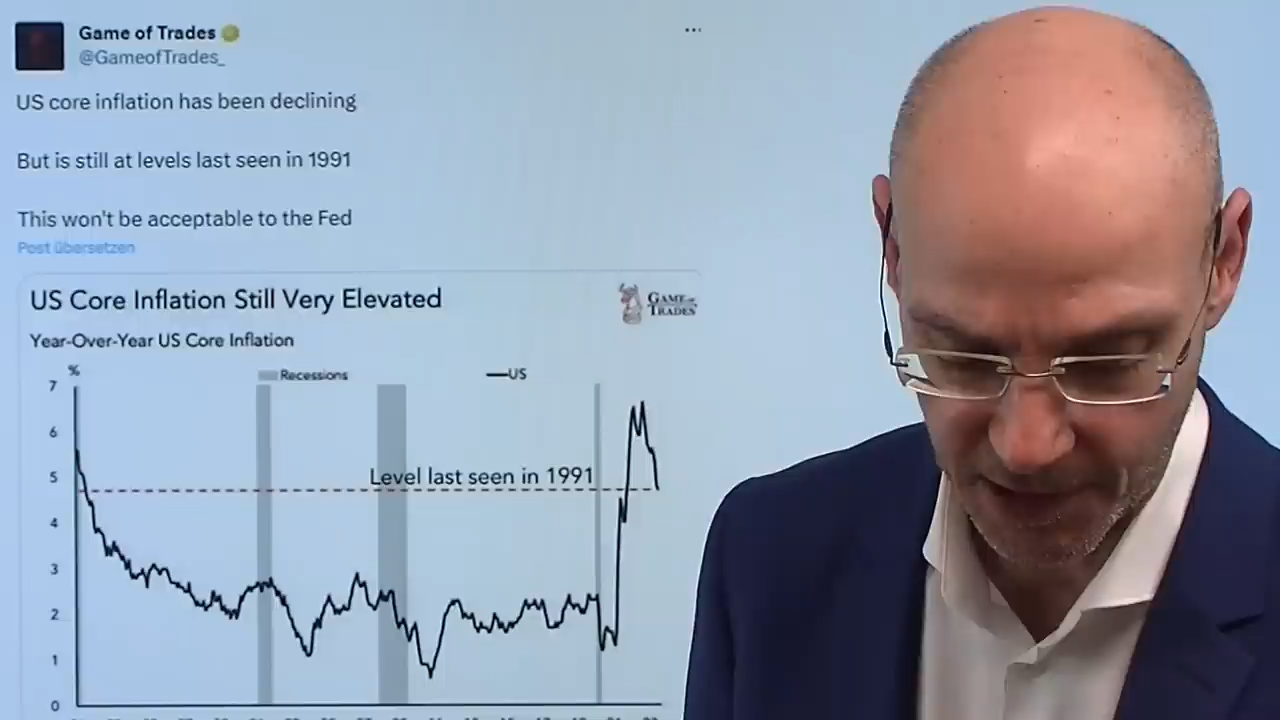 Game of Trades
@GameofTrades_
US core inflation has been declining
But is still at levels last seen in 1991
This won't be acceptable to the Fed
Post übersetzen
US Core Inflation Still Very Elevated
GAME OF
TRADES
Year-Over-Year US Core Inflation
%
Recessions
US
7
6
Level last seen in 1991
5
4
3
2
1
0